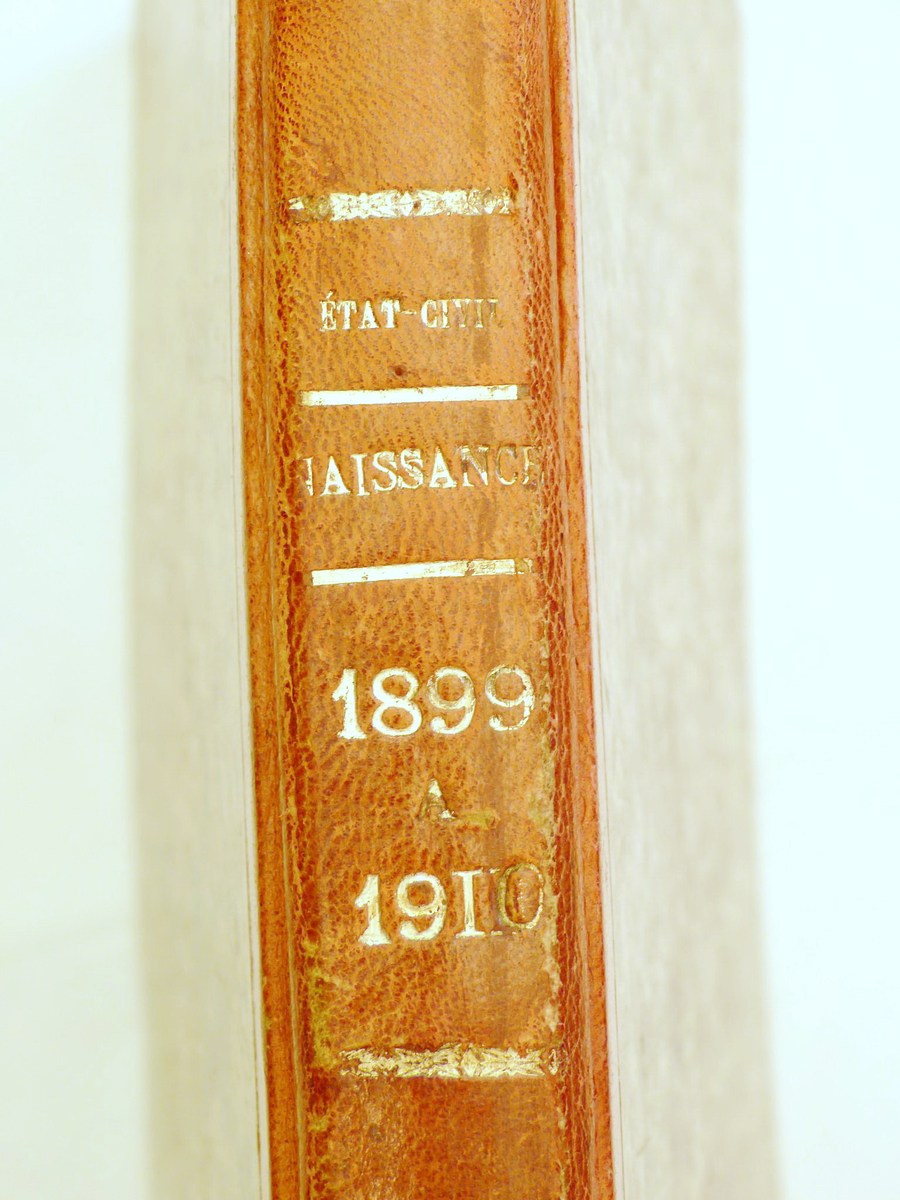 ÉTAT-CIVIL
NAISSANCE
1899
A
1910